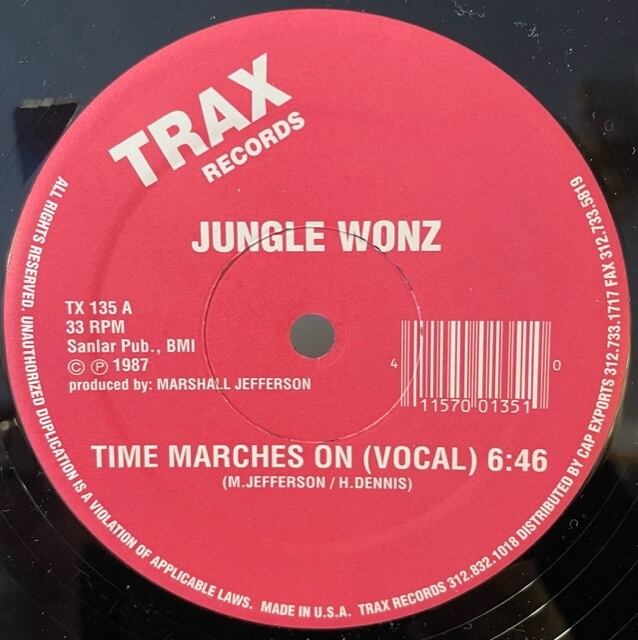 TRAX
RECORDS
JUNGLE WONZ
TX 135 A
33 RPM
Sanlar Pub., BMI
© ℗ 1987
produced by: MARSHALL JEFFERSON
4 11570 01351 0
TIME MARCHES ON (VOCAL) 6:46
(M.JEFFERSON / H.DENNIS)
ALL RIGHTS RESERVED. UNAUTHORIZED DUPLICATION IS A VIOLATION OF APPLICABLE LAWS. MADE IN U.S.A. TRAX RECORDS 312.832.1018 DISTRIBUTED BY CAP EXPORTS 312.733.1717 FAX 312.733.5819